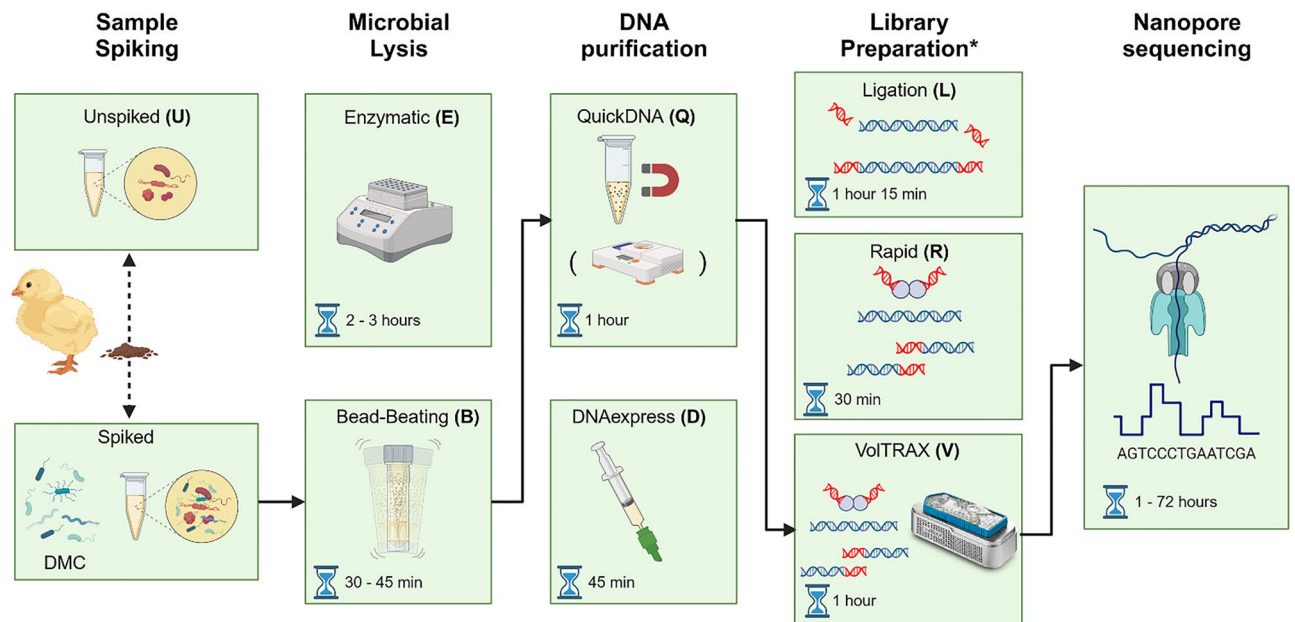 Sample
Spiking
Microbial
Lysis
DNA
purification
Library
Preparation*
Nanopore
sequencing
Unspiked (U)
Spiked
DMC
Enzymatic (E)
2 - 3 hours
Bead-Beating (B)
30 - 45 min
QuickDNA (Q)
( )
1 hour
DNAexpress (D)
45 min
Ligation (L)
1 hour 15 min
Rapid (R)
30 min
VolTRAX (V)
1 hour
AGTCCCTGAATCGA
1 - 72 hours